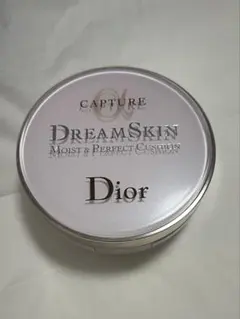 CAPTURE
DREAMSKIN
MOIST & PERFECT CUSHION
Dior